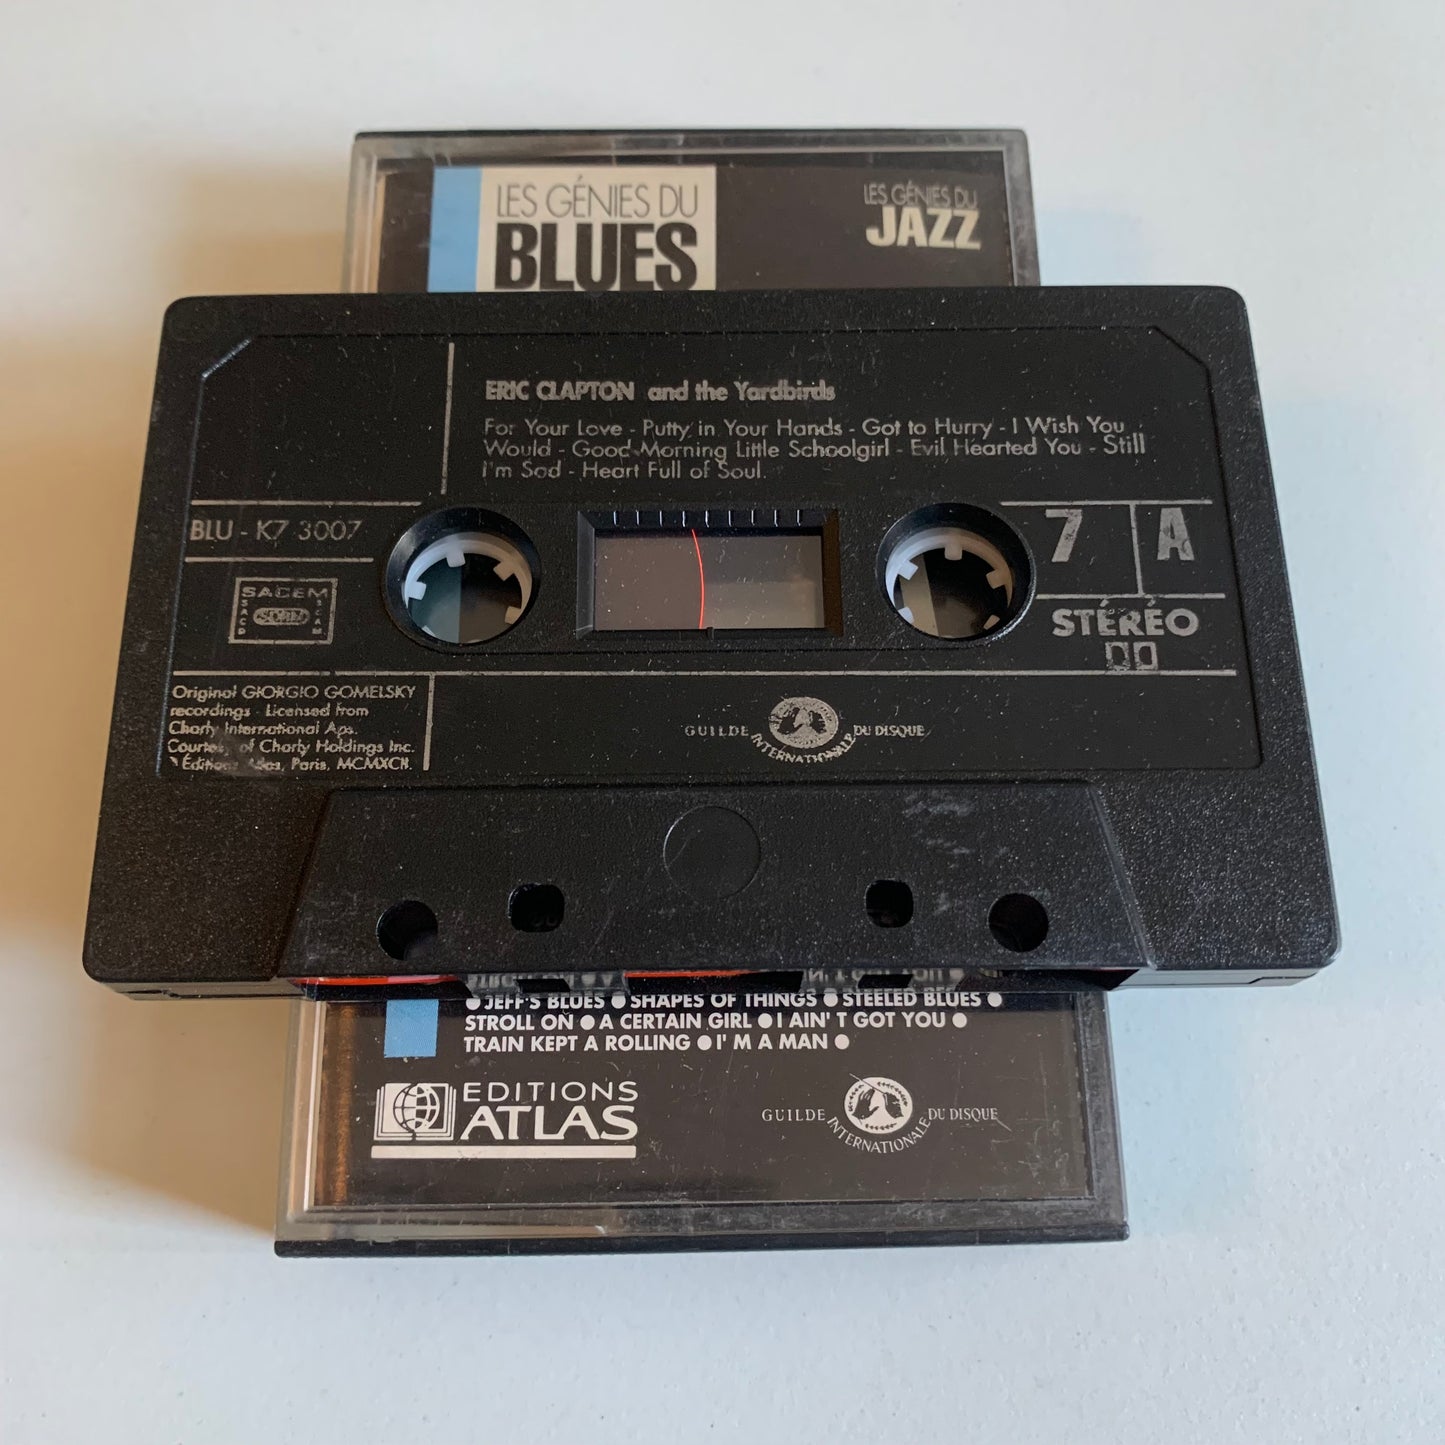 LES GÉNIES DU
BLUES
LES GÉNIES DU
JAZZ
ERIC CLAPTON and the Yardbirds
For Your Love - Putty in Your Hands - Got to Hurry - I Wish You
Would - Good Morning Little Schoolgirl - Evil Hearted You - Still
I'm Sad - Heart Full of Soul.
BLU - K7 3007
7 A
SACEM
SACD
SDRM
SGAM
STÉRÉO
Original GIORGIO GOMELSKY
recordings - Licensed from
Charly International Aps.
of Charly Holdings Inc.
Paris, MCMXCII.
GUILDE INTERNATIONALE DU DISQUE
● JEFF'S BLUES ● SHAPES OF THINGS ● STEELED BLUES ●
STROLL ON ● A CERTAIN GIRL ● I AIN' T GOT YOU ●
TRAIN KEPT A ROLLING ● I' M A MAN ●
EDITIONS
ATLAS
GUILDE INTERNATIONALE DU DISQUE